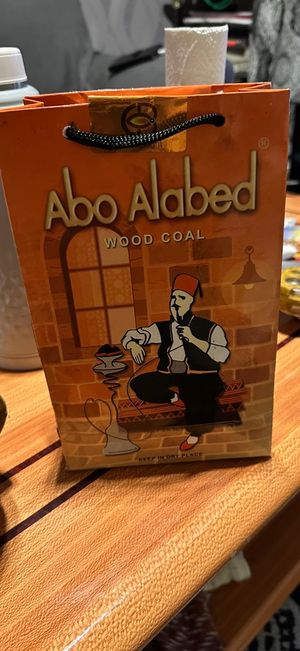 Abo Alabed
®
WOOD COAL
KEEP IN DRY PLACE